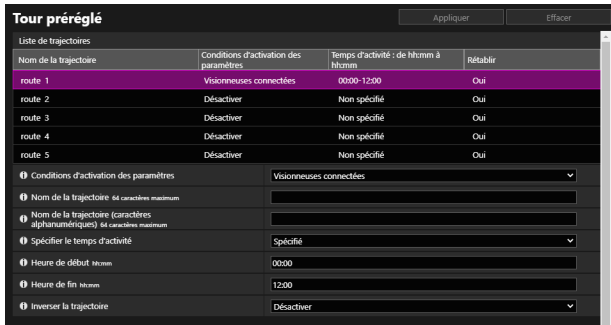 Tour préréglé
Appliquer
Effacer
Liste de trajectoires
Nom de la trajectoire
Conditions d'activation des
paramètres
Temps d'activité : de hh:mm à
hh:mm
Rétablir
route 1 Visionneuses connectées 00:00-12:00 Oui
route 2 Désactiver Non spécifié Oui
route 3 Désactiver Non spécifié Oui
route 4 Désactiver Non spécifié Oui
route 5 Désactiver Non spécifié Oui
Conditions d'activation des paramètres Visionneuses connectées
Nom de la trajectoire 64 caractères maximum
Nom de la trajectoire (caractères
alphanumériques) 64 caractères maximum
Spécifier le temps d'activité Spécifié
Heure de début hh:mm 00:00
Heure de fin hh:mm 12:00
Inverser la trajectoire Désactiver